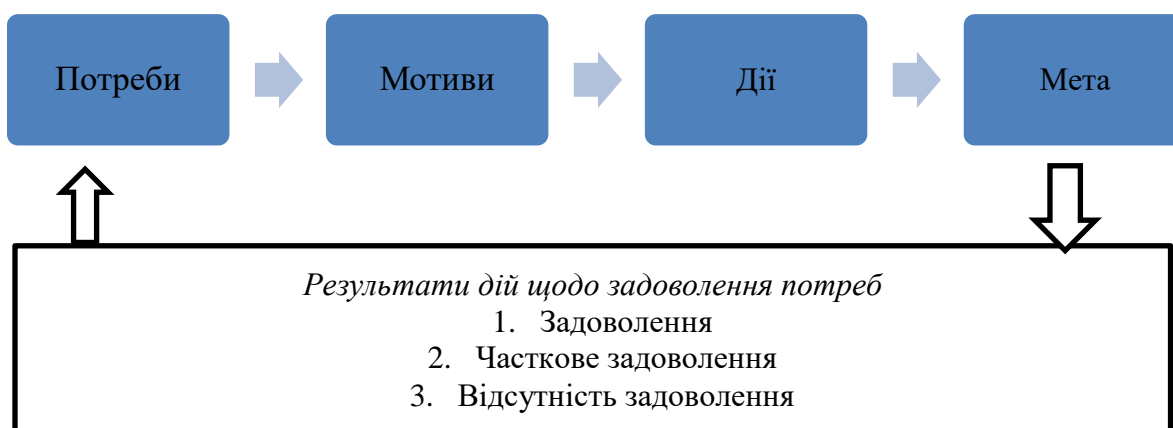 Потреби
Мотиви
Дії
Мета
Результати дій щодо задоволення потреб
1. Задоволення
2. Часткове задоволення
3. Відсутність задоволення